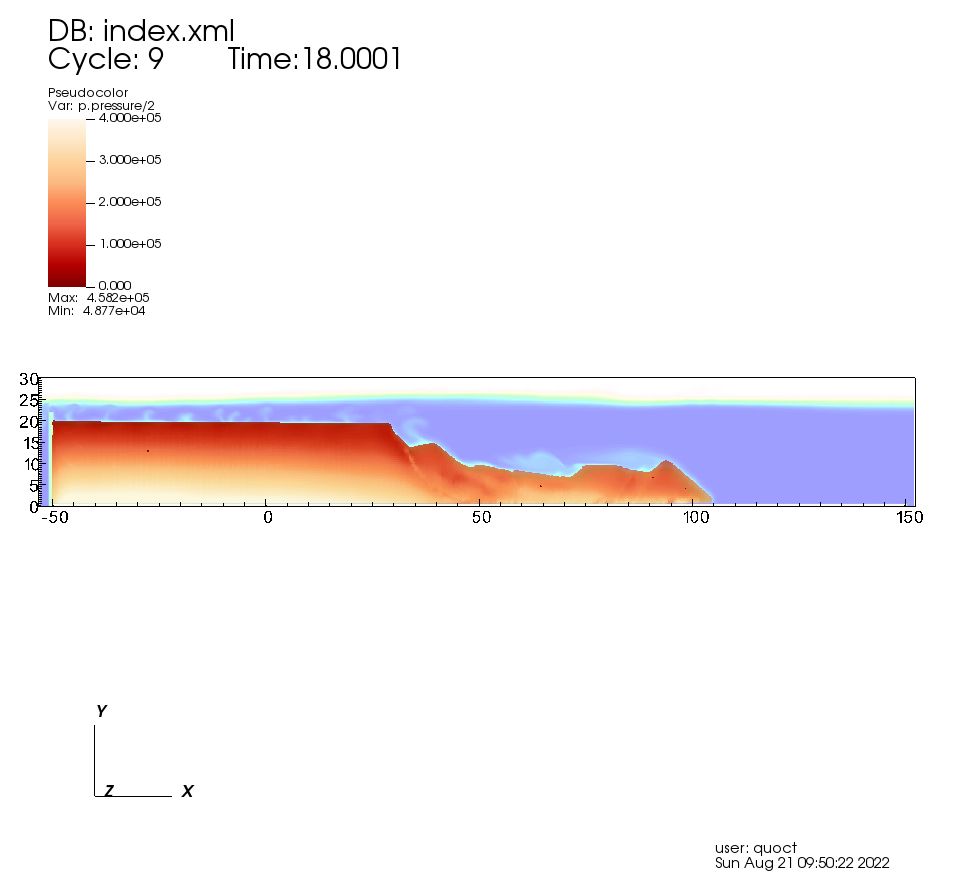 DB: index.xml
Cycle: 9 Time:18.0001
Pseudocolor
Var: p.pressure/2
4.000e+05
3.000e+05
2.000e+05
1.000e+05
0.000
Max: 4.582e+05
Min: 4.877e+04
30
25
20
15
10
5
0
-50 0 50 100 150
Y
Z X
user: quoct
Sun Aug 21 09:50:22 2022